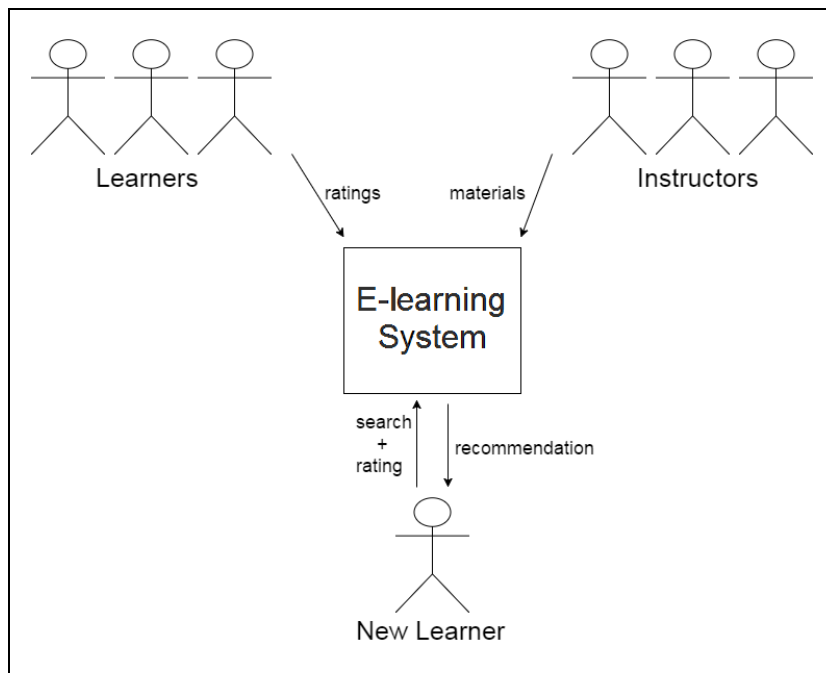 Learners
Instructors
ratings
materials
E-learning
System
search
+
rating
recommendation
New Learner